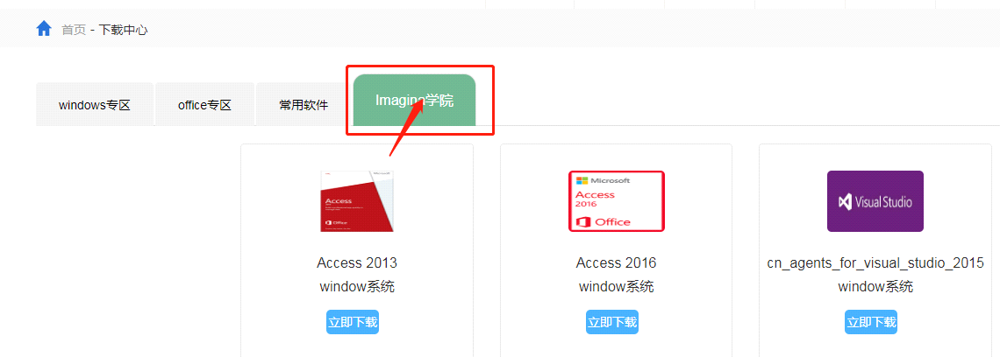 首页 - 下载中心
windows专区
office专区
常用软件
Imagine学院
Access
Office
Microsoft
Access
2016
Office
Visual Studio
Access 2013
window系统
立即下载
Access 2016
window系统
立即下载
cn_agents_for_visual_studio_2015
window系统
立即下载